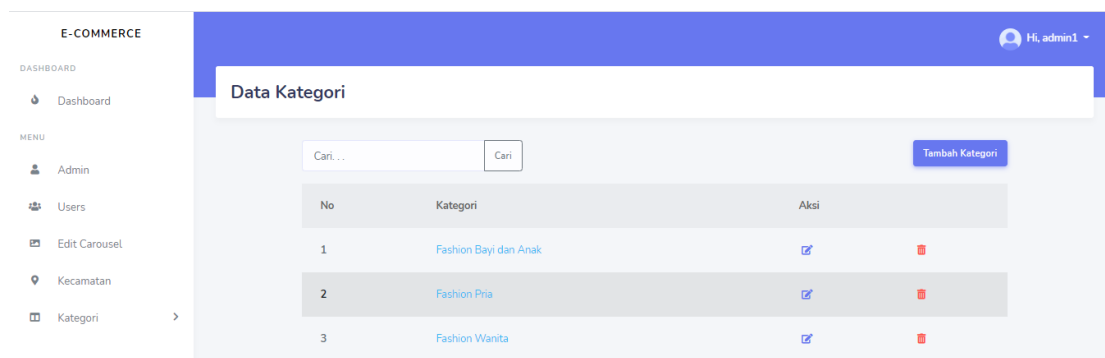 E-COMMERCE
Hi, admin1
DASHBOARD
Dashboard
Data Kategori
MENU
Admin
Users
Edit Carousel
Kecamatan
Kategori
Cari. . .
Cari
Tambah Kategori
No Kategori Aksi
1 Fashion Bayi dan Anak
2 Fashion Pria
3 Fashion Wanita